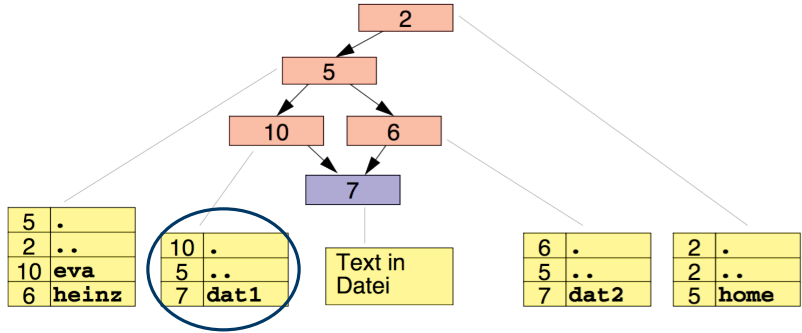 2
5
10
6
7
5 .
2 ..
10 eva
6 heinz
10 .
5 ..
7 dat1
Text in
Datei
6 .
5 ..
7 dat2
2 .
2 ..
5 home